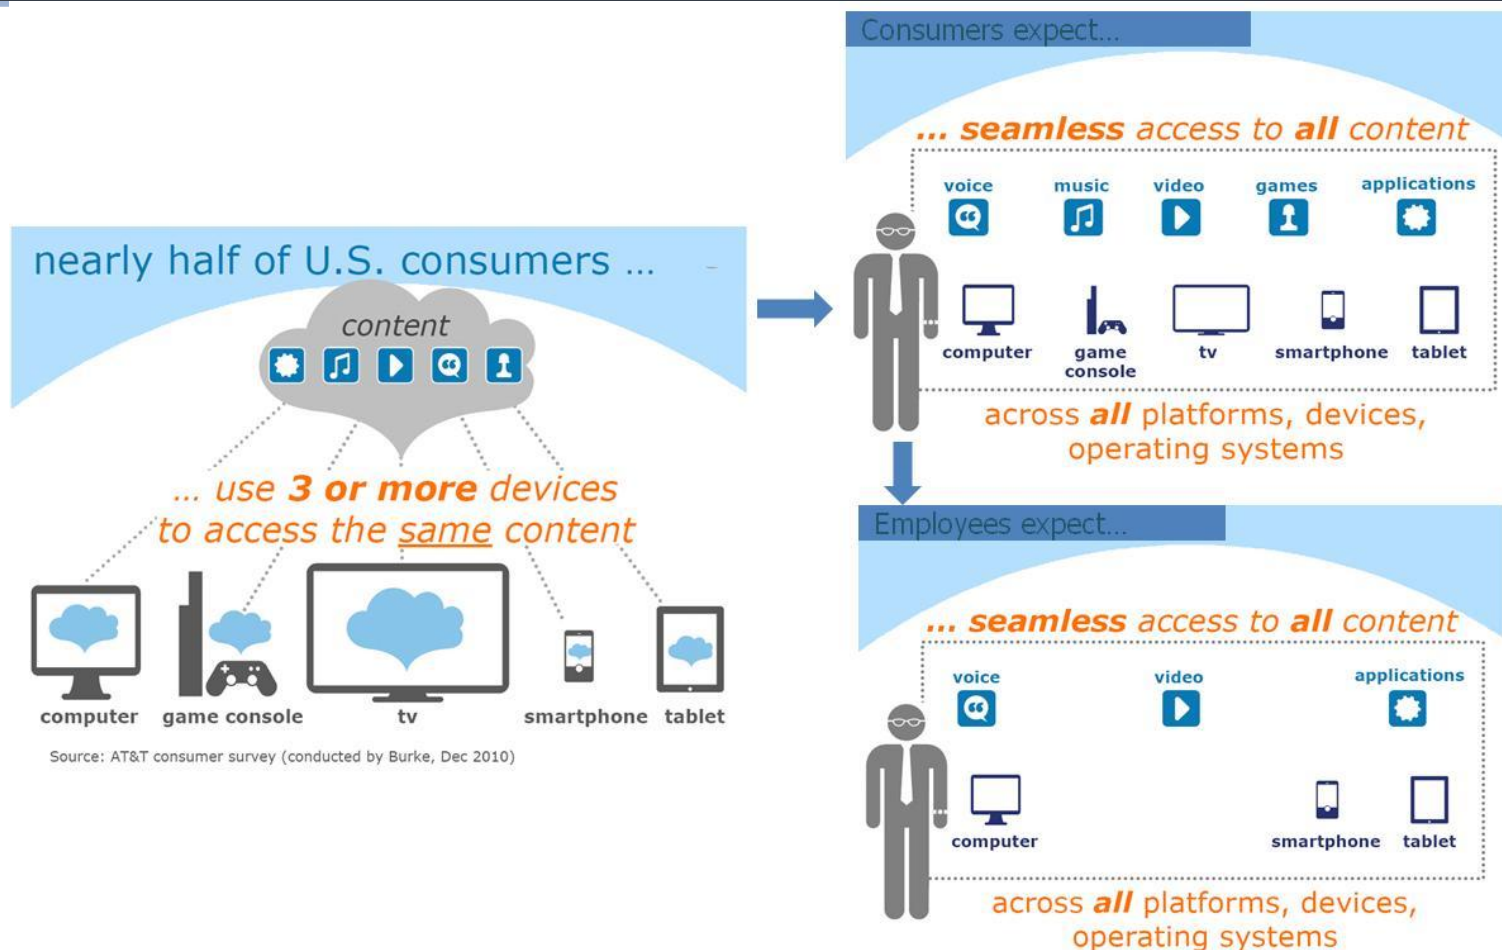 nearly half of U.S. consumers ...
content
... use 3 or more devices
to access the same content
computer game console tv smartphone tablet
Source: AT&T consumer survey (conducted by Burke, Dec 2010)
Consumers expect...
... seamless access to all content
voice music video games applications
computer game console tv smartphone tablet
across all platforms, devices,
operating systems
Employees expect...
... seamless access to all content
voice video applications
computer smartphone tablet
across all platforms, devices,
operating systems